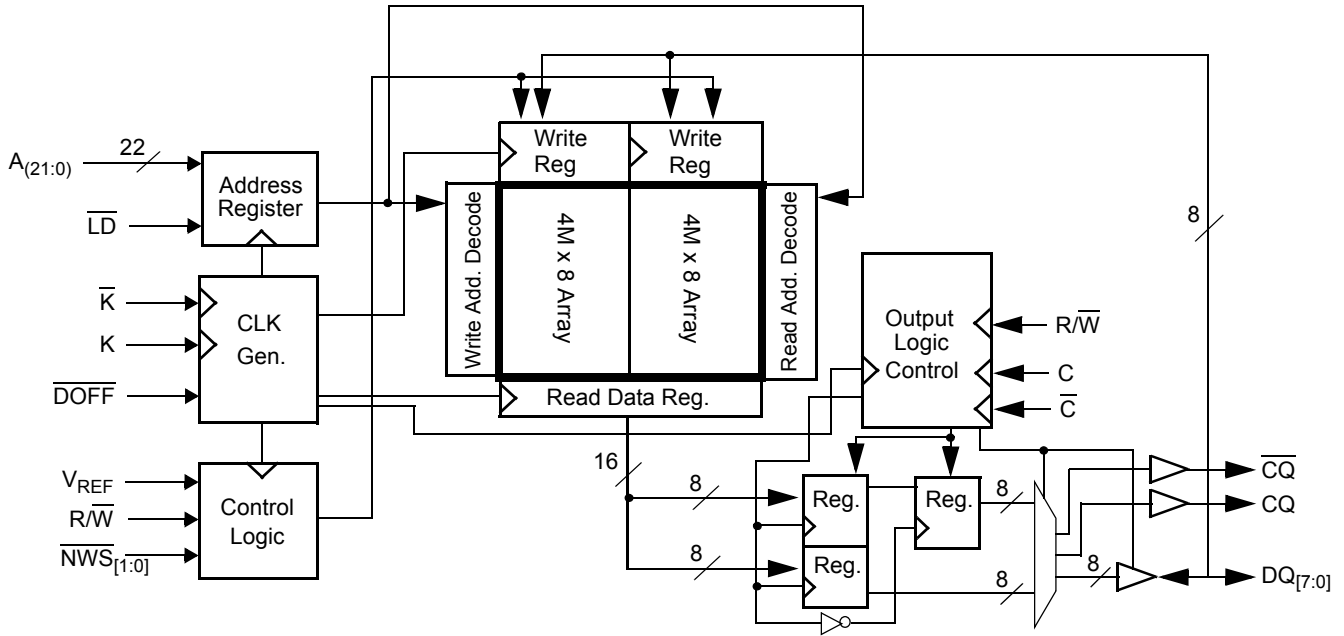 A(21:0)
22
LD
Address
Register
K
K
DOFF
CLK
Gen.
VREF
R/W
NWS[1:0]
Control
Logic
Write
Reg
Write
Reg
Write Add. Decode
4M x 8 Array
4M x 8 Array
Read Add. Decode
Read Data Reg.
16
8
8
Output
Logic
Control
R/W
C
C
8
Reg.
Reg.
Reg.
8
8
8
CQ
CQ
DQ[7:0]